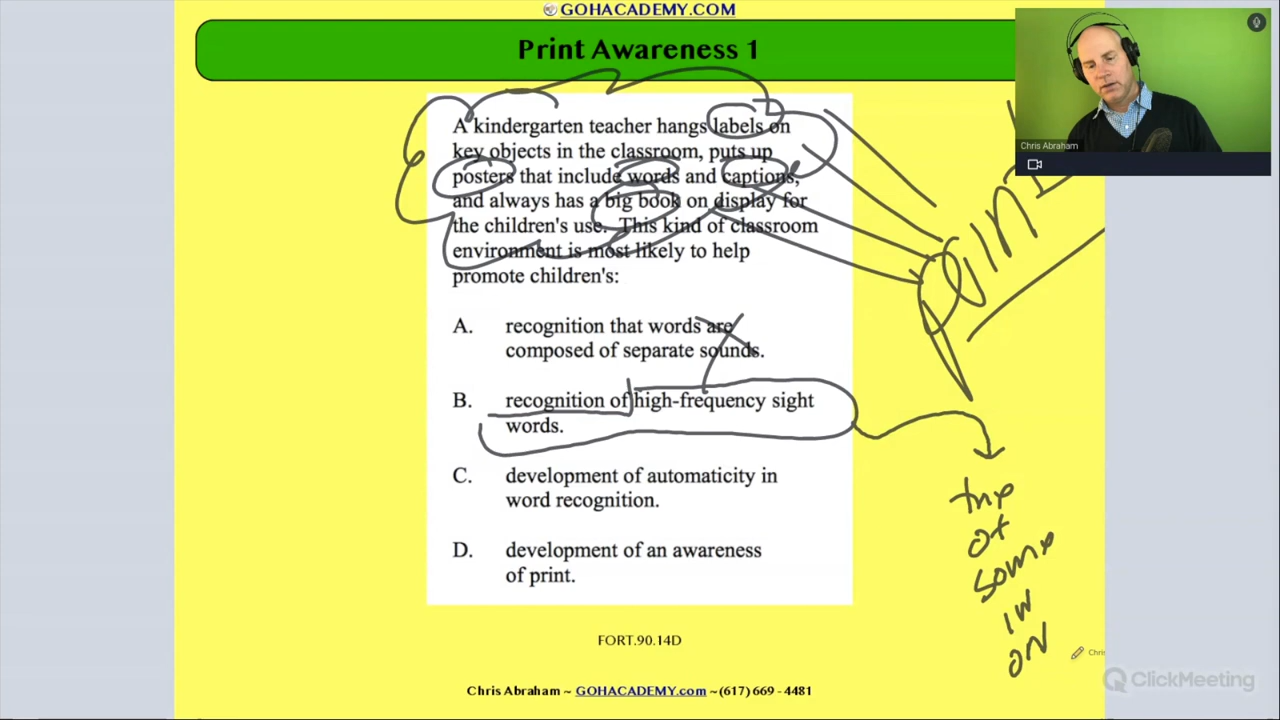 GOHACADEMY.COM
Print Awareness 1
A kindergarten teacher hangs labels on
key objects in the classroom, puts up
posters that include words and captions,
and always has a big book on display for
the children's use. This kind of classroom
environment is most likely to help
promote children's:
A. recognition that words are
composed of separate sounds.
B. recognition of high-frequency sight
words.
C. development of automaticity in
word recognition.
D. development of an awareness
of print.
FORT.90.14D
Chris Abraham ~ GOHACADEMY.com ~(617) 669 - 4481
Chris Abraham
print
the
of
some
in
on
Chris
ClickMeeting